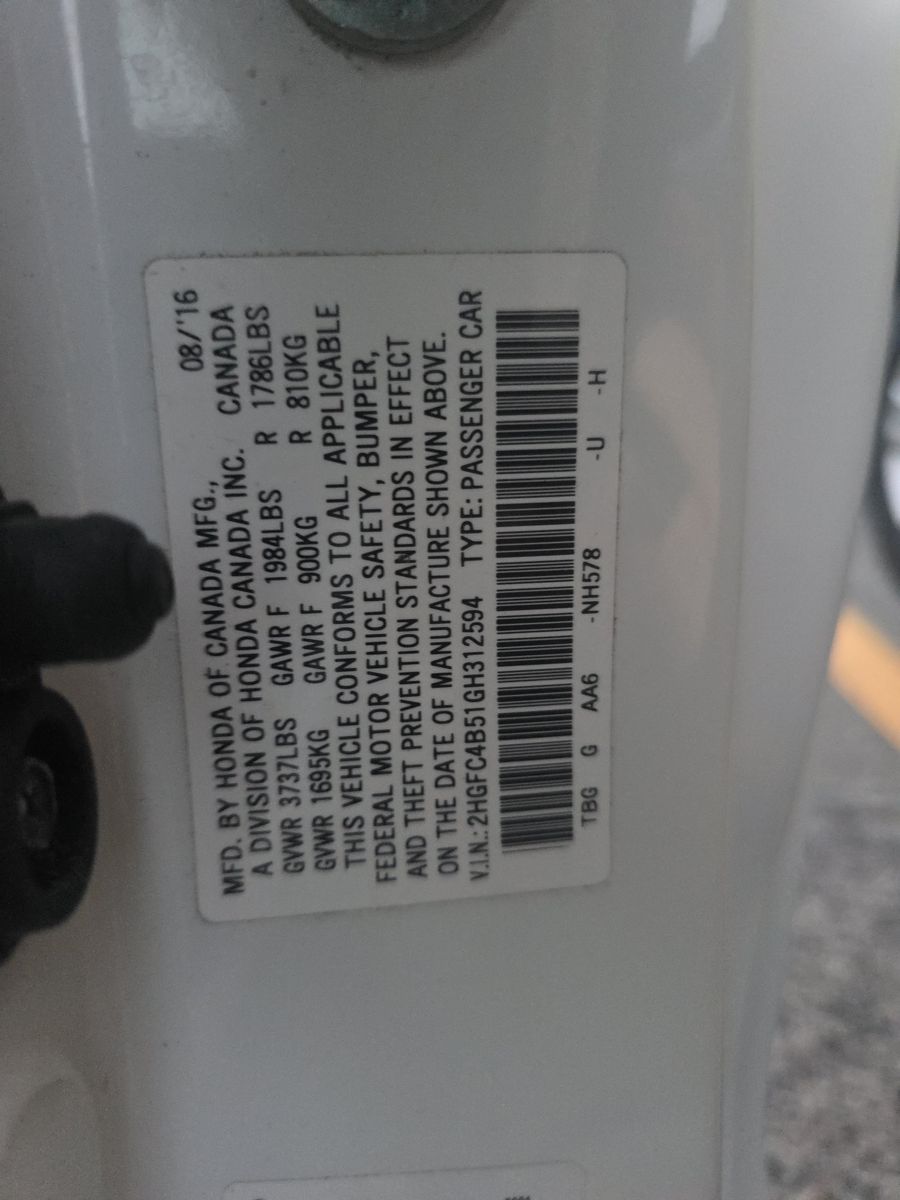 08/'16
MFD. BY HONDA OF CANADA MFG.,
A DIVISION OF HONDA CANADA INC. CANADA
GVWR 3737LBS GAWR F 1984LBS R 1786LBS
GVWR 1695KG GAWR F 900KG R 810KG
THIS VEHICLE CONFORMS TO ALL APPLICABLE
FEDERAL MOTOR VEHICLE SAFETY, BUMPER,
AND THEFT PREVENTION STANDARDS IN EFFECT
ON THE DATE OF MANUFACTURE SHOWN ABOVE.
V.I.N.: 2HGFC4B51GH312594 TYPE: PASSENGER CAR
TBG G AA6 -NH578 -U -H